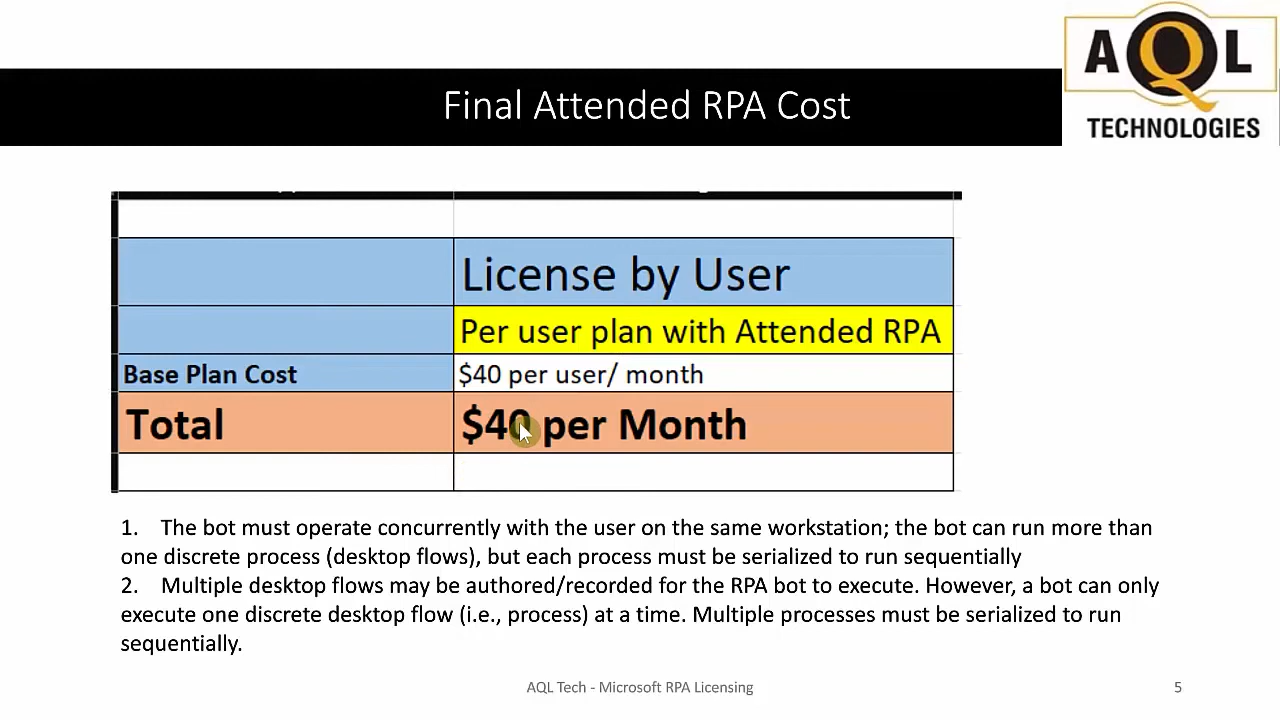 AQL
TECHNOLOGIES
Final Attended RPA Cost
License by User
Per user plan with Attended RPA
Base Plan Cost $40 per user/ month
Total $40 per Month
1. The bot must operate concurrently with the user on the same workstation; the bot can run more than
one discrete process (desktop flows), but each process must be serialized to run sequentially
2. Multiple desktop flows may be authored/recorded for the RPA bot to execute. However, a bot can only
execute one discrete desktop flow (i.e., process) at a time. Multiple processes must be serialized to run
sequentially.
AQL Tech - Microsoft RPA Licensing 5